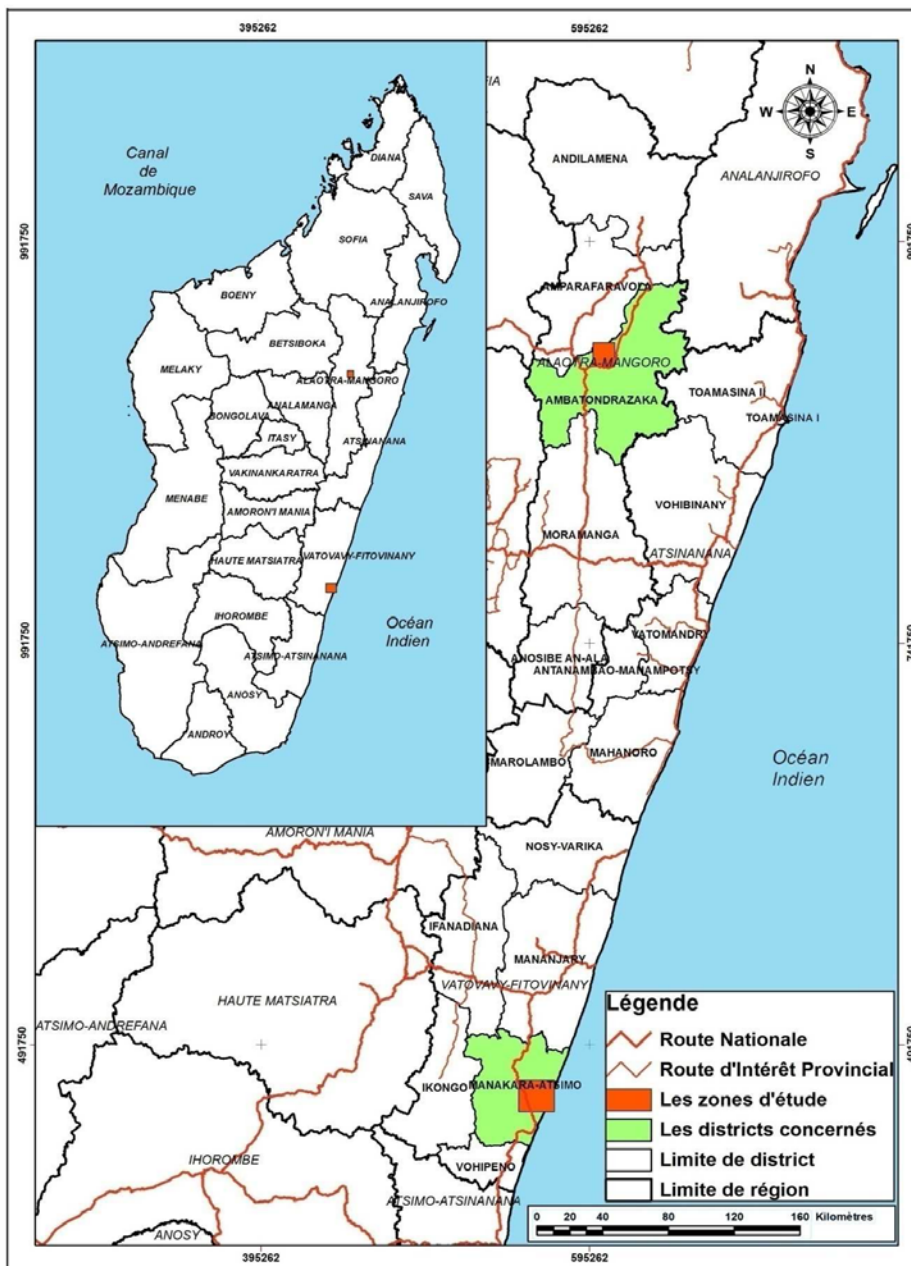 395262
595262
Canal
de
Mozambique
DIANA
SAVA
SOFIA
BOENY
ANALANJIROFO
BETSIBOKA
MELAKY
ALAOTRA-MANGORO
ANALAMANGA
BONGOLAVA
ITASY
ATSINANANA
VAKINANKARATRA
MENABE
AMORON'I MANIA
HAUTE MATSIATRA
VATOVAVY-FITOVINANY
IHOROMBE
Océan
Indien
ATSIMO-ANDREFANA
ATSIMO-ATSINANANA
ANOSY
ANDROY
991750
991750
N
W
E
S
FIA
ANDILAMENA
ANALANJIROFO
991750
AMPARAFARAVOLA
ALAOTRA-MANGORO
AMBATONDRAZAKA
TOAMASINA II
TOAMASINA I
VOHIBINANY
MORAMANGA
ATSINANANA
VATOMANDRY
741750
ANOSIBE AN-ALA
ANTANAMBAO-MANAMPOTSY
MAHANORO
MAROLAMBO
Océan
Indien
AMORON'I MANIA
NOSY-VARIKA
IFANADIANA
MANANJARY
HAUTE MATSIATRA
VATOVAVY-FITOVINANY
ATSIMO-ANDREFANA
491750
491750
IKONGO
MANAKARA-ATSIMO
IHOROMBE
VOHIPENO
ATSIMO-ATSINANANA
ANOSY
Légende
Route Nationale
Route d'Intérêt Provincial
Les zones d'étude
Les districts concernés
Limite de district
Limite de région
0 20 40 80 120 160 Kilomètres
395262
595262